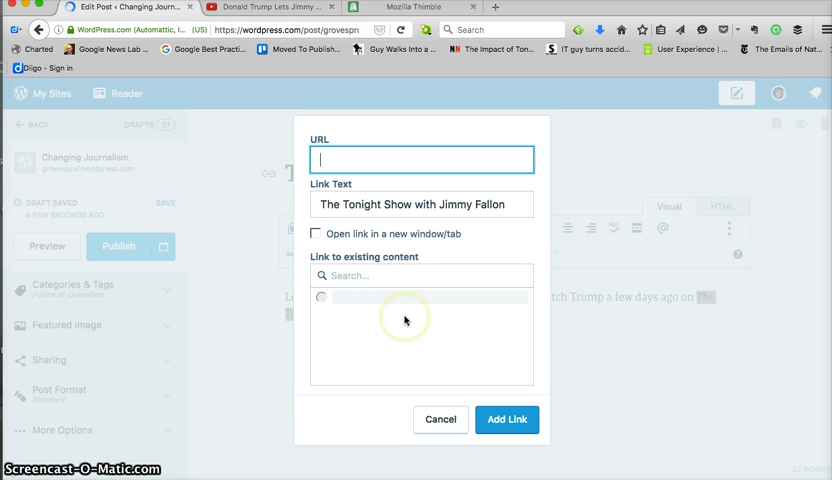 Edit Post ‹ Changing Journ...
Donald Trump Lets Jimmy ...
Mozilla Thimble
WordPress.com (Automattic, I... (US)
https://wordpress.com/post/grovespro
Search
Charted
Google News Lab -...
Google Best Practi...
Moved To Publish...
Guy Walks Into a ...
The Impact of Ton...
IT guy turns accid...
User Experience | ...
The Emails of Nat...
Diigo - Sign in
My Sites
Reader
BACK
DRAFTS 57
Changing Journalism
grovesprof.wordpress.com
DRAFT SAVED
A FEW SECONDS AGO
SAVE
Preview
Publish
Categories & Tags
Future of journalism
Featured Image
Sharing
Post Format
Standard
More Options
URL
Link Text
The Tonight Show with Jimmy Fallon
Open link in a new window/tab
Link to existing content
Search...
Cancel
Add Link
Visual
HTML
tch Trump a few days ago on The
22 WORDS
Screencast-O-Matic.com